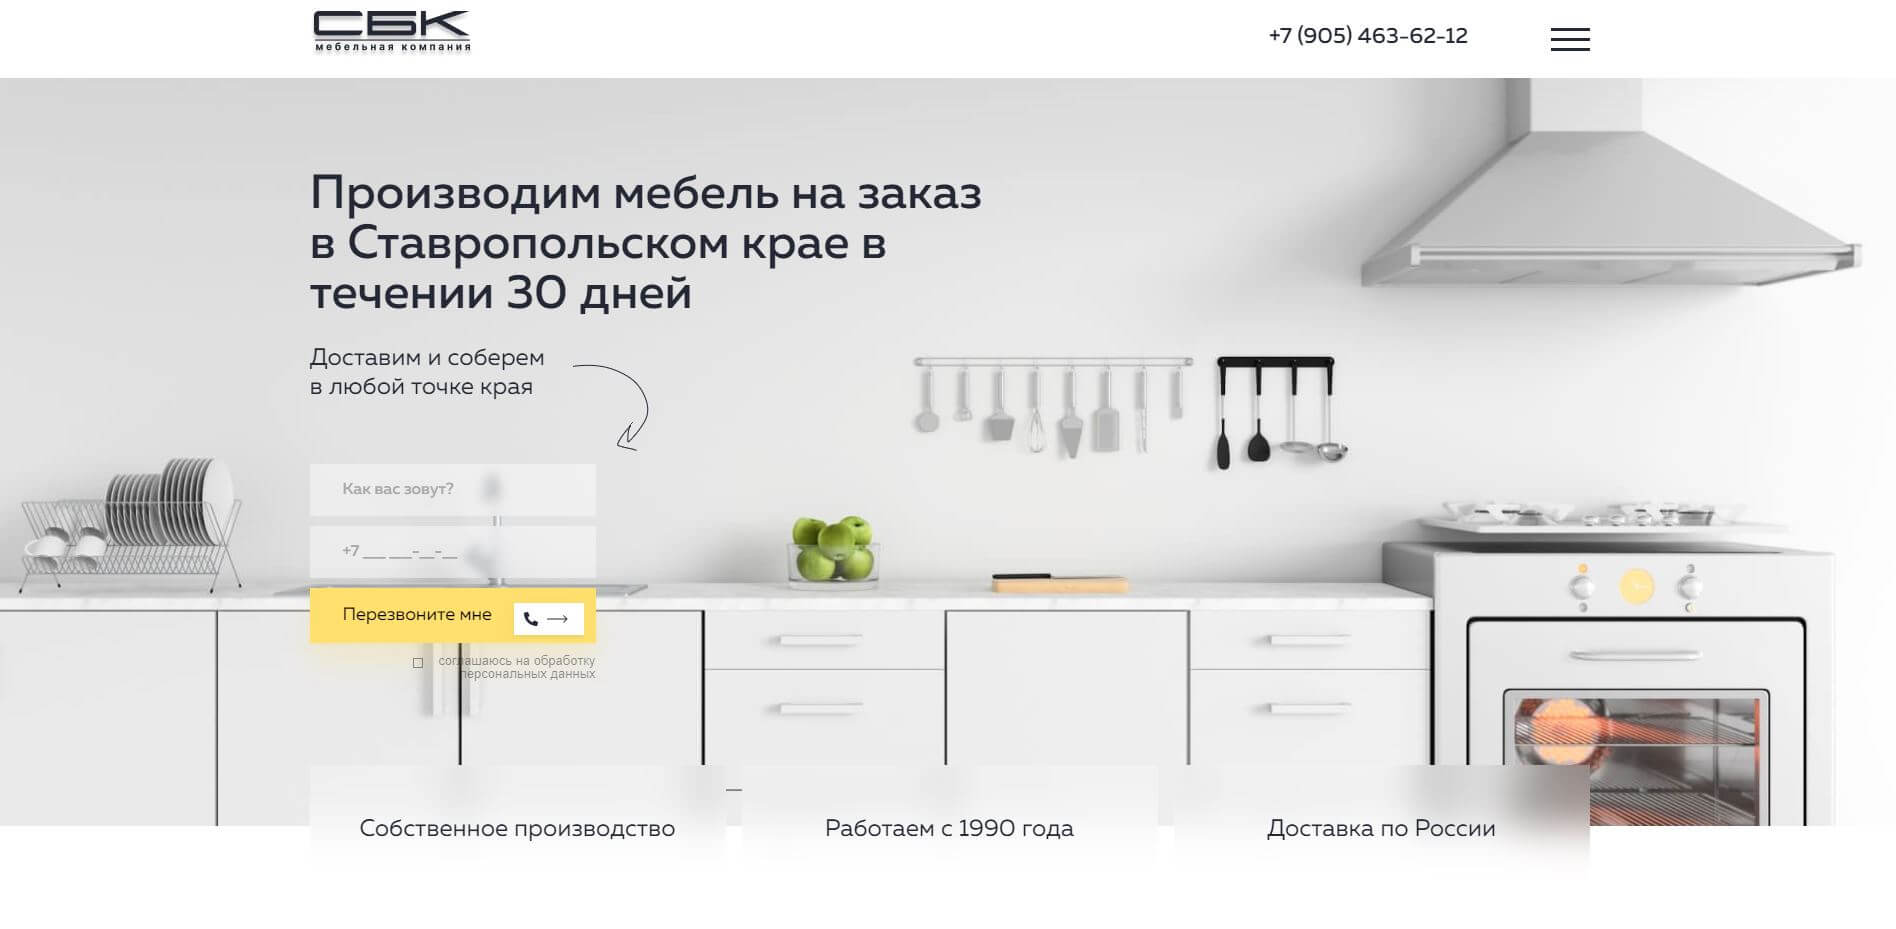 СБК
мебельная компания
+7 (905) 463-62-12
Производим мебель на заказ
в Ставропольском крае в
течении 30 дней
Доставим и соберем
в любой точке края
Как вас зовут?
+7 ___ ___-__-__
Перезвоните мне
соглашаюсь на обработку
персональных данных
Собственное производство
Работаем с 1990 года
Доставка по России